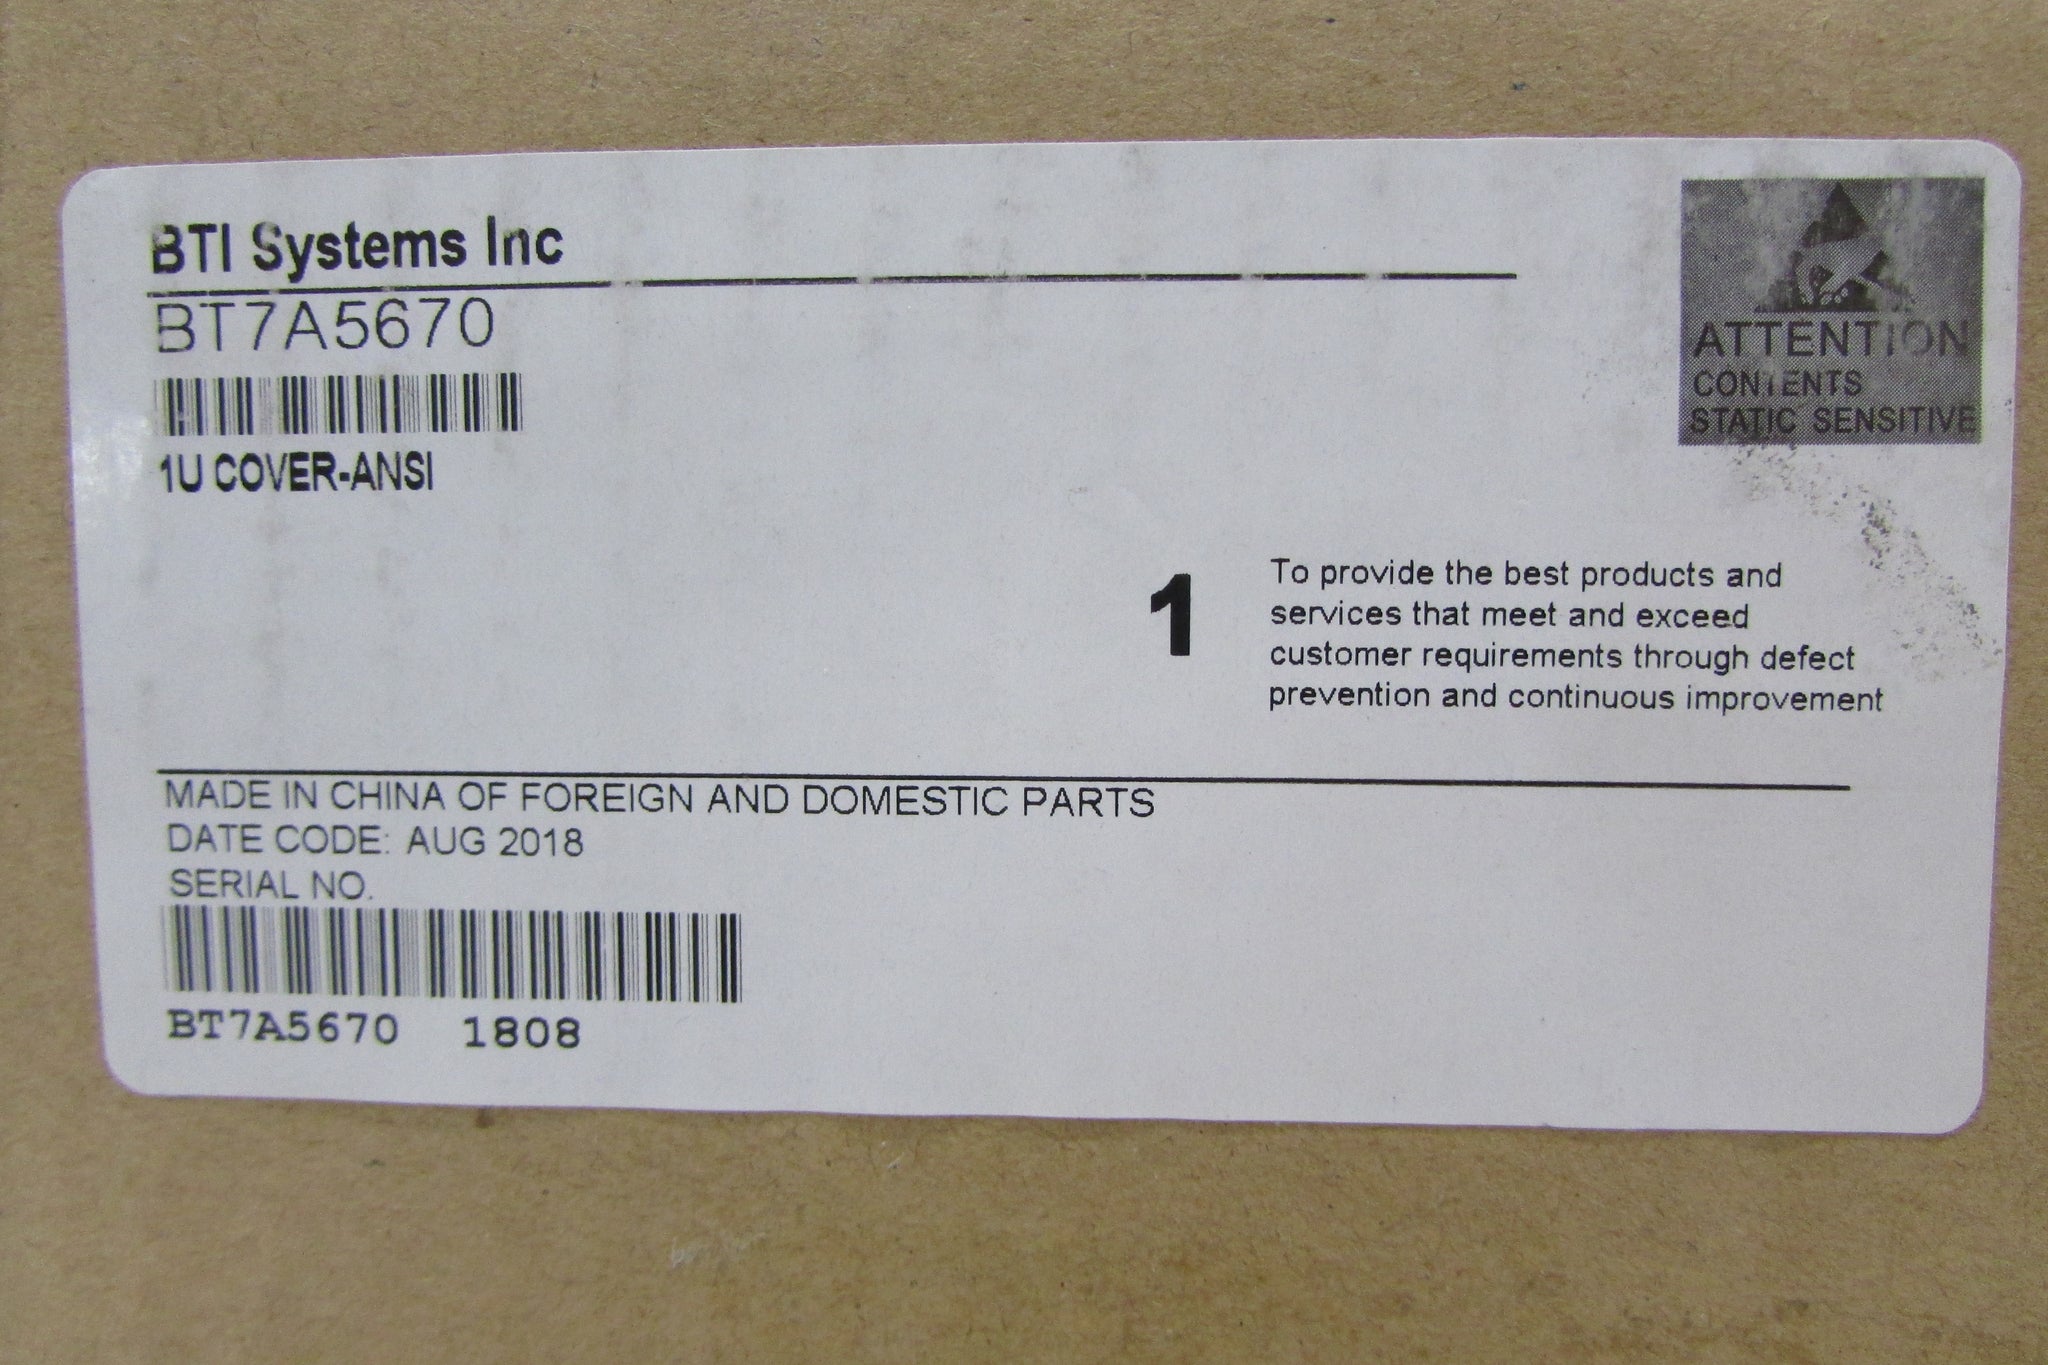 BTI Systems Inc
BT7A5670
1U COVER-ANSI
ATTENTION
CONTENTS
STATIC SENSITIVE
1
To provide the best products and
services that meet and exceed
customer requirements through defect
prevention and continuous improvement
MADE IN CHINA OF FOREIGN AND DOMESTIC PARTS
DATE CODE: AUG 2018
SERIAL NO.
BT7A5670 1808